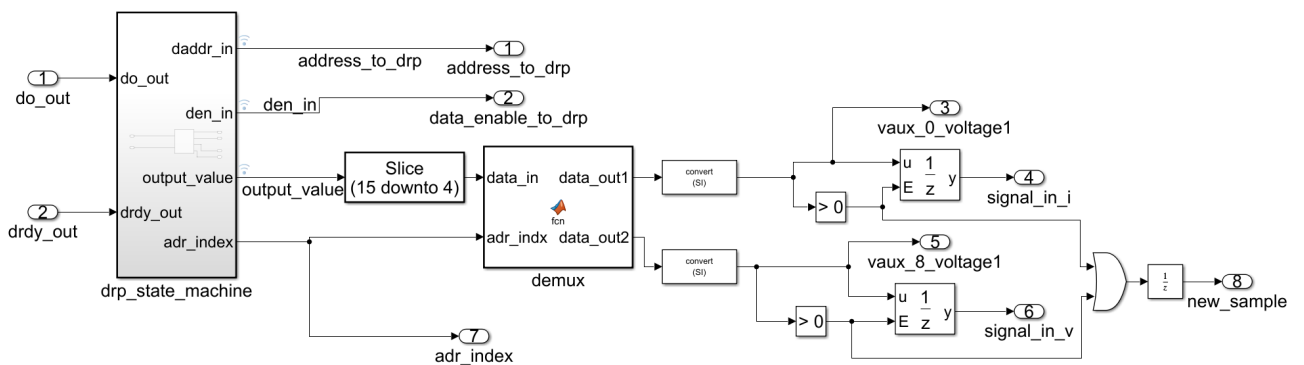 1
do_out
2
drdy_out
do_out
drdy_out
daddr_in
den_in
output_value
adr_index
drp_state_machine
address_to_drp
1
address_to_drp
den_in
2
data_enable_to_drp
output_value
Slice
(15 downto 4)
data_in
adr_indx
data_out1
data_out2
fcn
demux
7
adr_index
convert
(SI)
convert
(SI)
3
vaux_0_voltage1
u
E
1
z
y
4
signal_in_i
> 0
5
vaux_8_voltage1
u
E
1
z
y
6
signal_in_v
> 0
1
z
8
new_sample